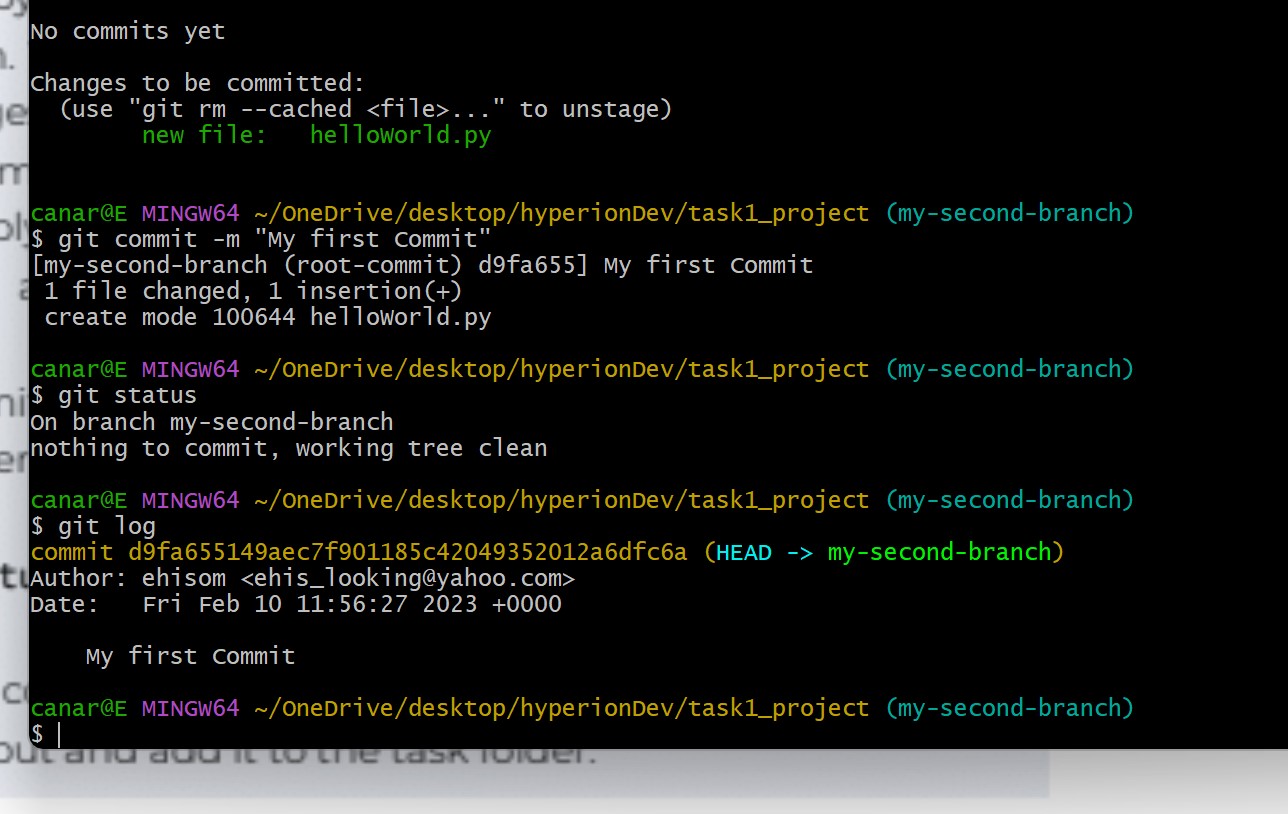 No commits yet
Changes to be committed:
(use "git rm --cached <file>..." to unstage)
new file: helloworld.py
canar@E MINGW64 ~/OneDrive/desktop/hyperionDev/task1_project (my-second-branch)
$ git commit -m "My first Commit"
[my-second-branch (root-commit) d9fa655] My first Commit
1 file changed, 1 insertion(+)
create mode 100644 helloworld.py
canar@E MINGW64 ~/OneDrive/desktop/hyperionDev/task1_project (my-second-branch)
$ git status
On branch my-second-branch
nothing to commit, working tree clean
canar@E MINGW64 ~/OneDrive/desktop/hyperionDev/task1_project (my-second-branch)
$ git log
commit d9fa655149aec7f901185c42049352012a6dfc6a (HEAD -> my-second-branch)
Author: ehisom <ehis_looking@yahoo.com>
Date: Fri Feb 10 11:56:27 2023 +0000
My first Commit
canar@E MINGW64 ~/OneDrive/desktop/hyperionDev/task1_project (my-second-branch)
$
and add it to the task folder.